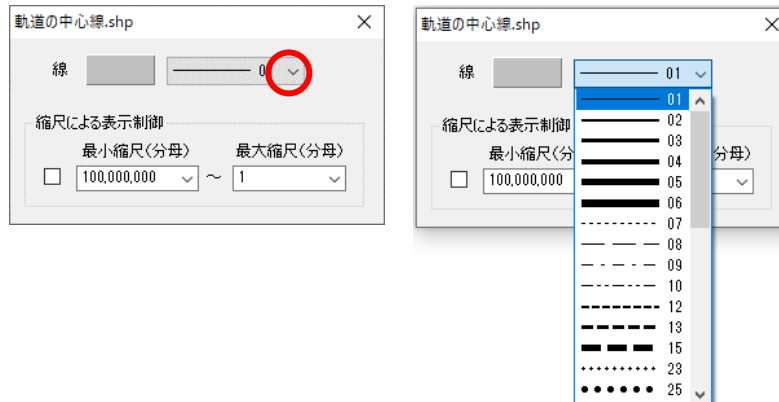 軌道の中心線.shp
線
0
縮尺による表示制御
最小縮尺(分母)
最大縮尺(分母)
100,000,000
～
1
軌道の中心線.shp
線
01
縮尺による表示制御
最小縮尺(分
分母)
100,000,000
01
02
03
04
05
06
07
08
09
10
12
13
15
23
25